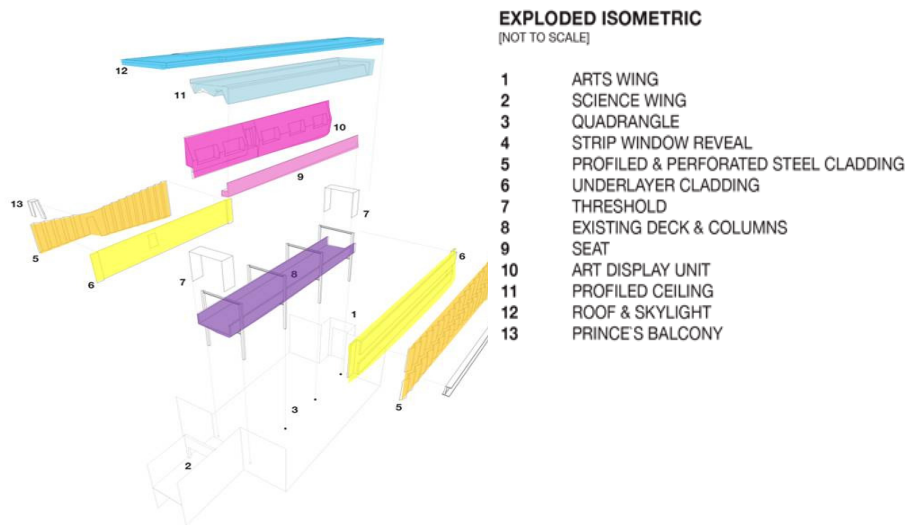 EXPLODED ISOMETRIC
[NOT TO SCALE]
1 ARTS WING
2 SCIENCE WING
3 QUADRANGLE
4 STRIP WINDOW REVEAL
5 PROFILED & PERFORATED STEEL CLADDING
6 UNDERLAYER CLADDING
7 THRESHOLD
8 EXISTING DECK & COLUMNS
9 SEAT
10 ART DISPLAY UNIT
11 PROFILED CEILING
12 ROOF & SKYLIGHT
13 PRINCE`S BALCONY
12
11
10
9
13
7
5
6
6
8
7
1
3
5
2